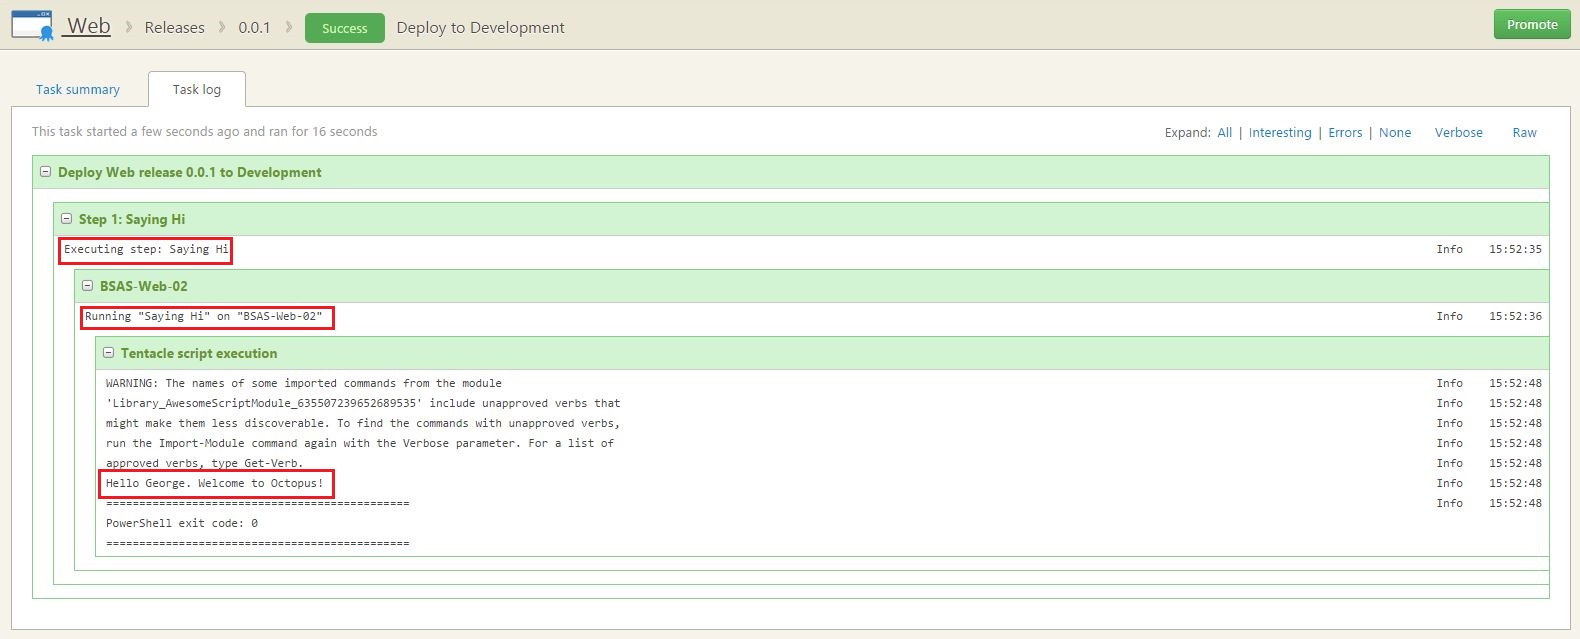 Web » Releases » 0.0.1 » Success Deploy to Development Promote
Task summary Task log
This task started a few seconds ago and ran for 16 seconds Expand: All | Interesting | Errors | None Verbose Raw
Deploy Web release 0.0.1 to Development
Step 1: Saying Hi
Executing step: Saying Hi Info 15:52:35
BSAS-Web-02
Running "Saying Hi" on "BSAS-Web-02" Info 15:52:36
Tentacle script execution
WARNING: The names of some imported commands from the module Info 15:52:48
'Library_AwesomeScriptModule_635507239652689535' include unapproved verbs that Info 15:52:48
might make them less discoverable. To find the commands with unapproved verbs, Info 15:52:48
run the Import-Module command again with the Verbose parameter. For a list of Info 15:52:48
approved verbs, type Get-Verb. Info 15:52:48
Hello George. Welcome to Octopus! Info 15:52:48
============================================== Info 15:52:48
PowerShell exit code: 0
==============================================